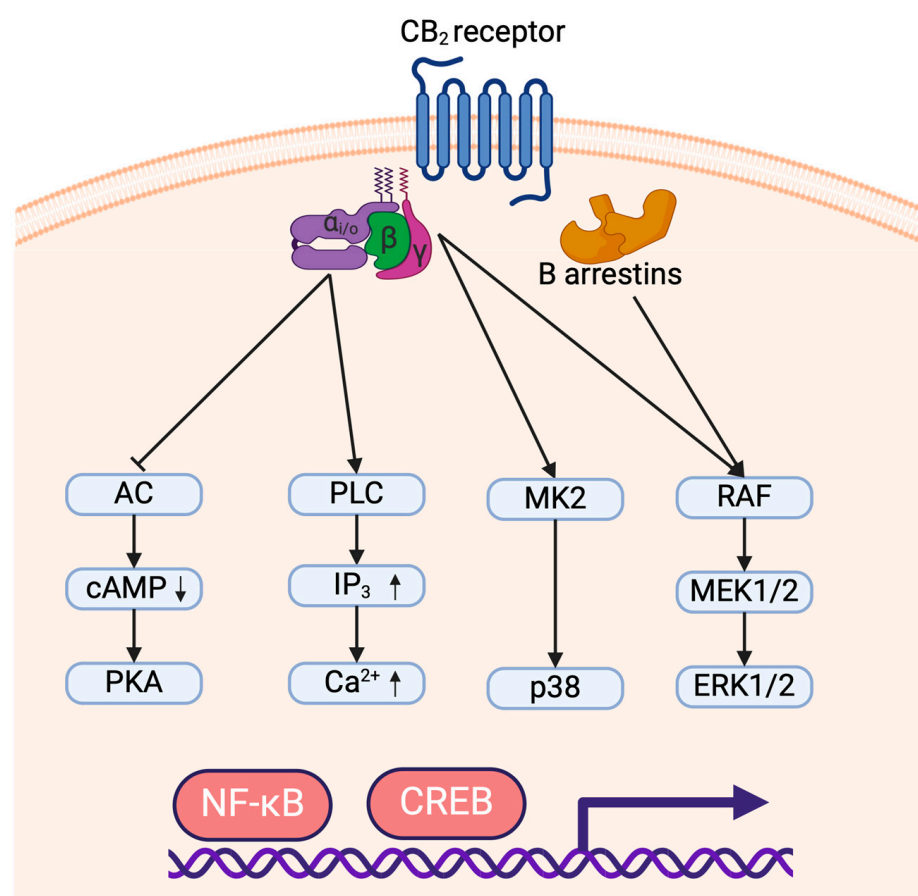 CB₂ receptor
αi/o
β
γ
B arrestins
AC
PLC
MK2
RAF
cAMP ↓
IP₃ ↑
MEK1/2
PKA
Ca²⁺ ↑
p38
ERK1/2
NF-κB
CREB